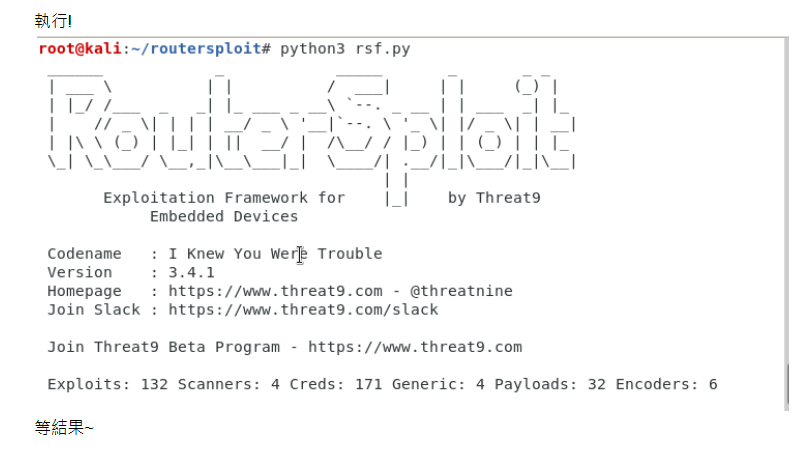 執行!
root@kali:~/routersploit# python3 rsf.py
RouterSploit
Exploitation Framework for by Threat9
Embedded Devices
Codename : I Knew You Were Trouble
Version : 3.4.1
Homepage : https://www.threat9.com - @threatnine
Join Slack : https://www.threat9.com/slack
Join Threat9 Beta Program - https://www.threat9.com
Exploits: 132 Scanners: 4 Creds: 171 Generic: 4 Payloads: 32 Encoders: 6
等結果~